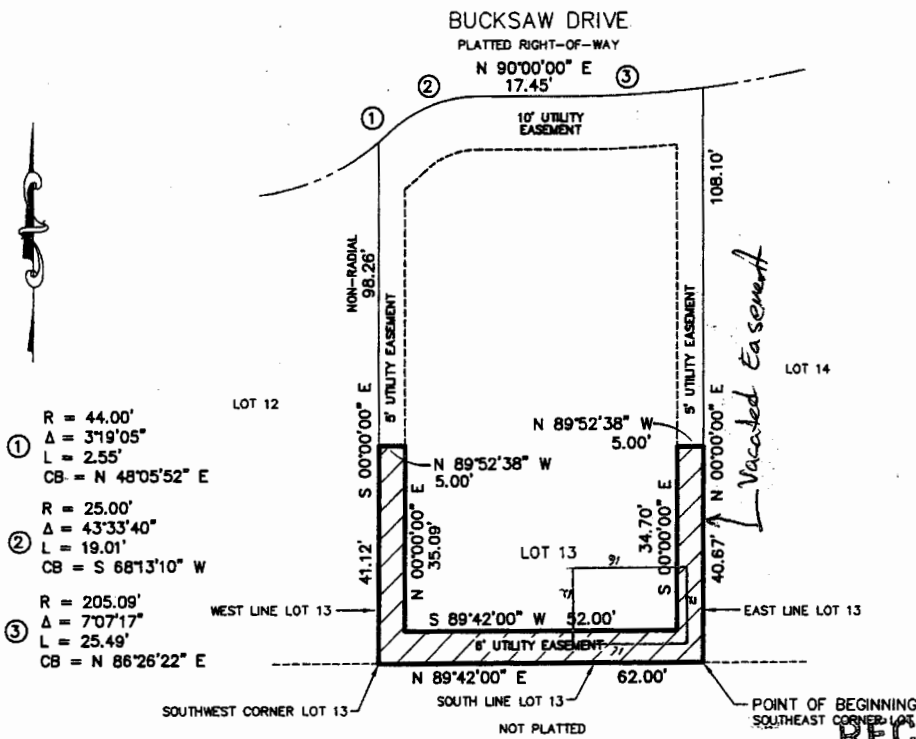 BUCKSAW DRIVE
PLATTED RIGHT-OF-WAY
N 90°00'00" E
17.45'
①
②
③
10' UTILITY
EASEMENT
NON-RADIAL
98.26'
108.10'
5' UTILITY EASEMENT
5' UTILITY EASEMENT
Vacated Easement
LOT 12
LOT 14
① R = 44.00'
Δ = 3°19'05"
L = 2.55'
CB = N 48°05'52" E
② R = 25.00'
Δ = 43°33'40"
L = 19.01'
CB = S 68°13'10" W
③ R = 205.09'
Δ = 7°07'17"
L = 25.49'
CB = N 86°26'22" E
N 89°52'38" W
5.00'
N 89°52'38" W
5.00'
S 00°00'00" E
41.12'
N 00°00'00" E
35.09'
34.70'
S 00°00'00" E
N 00°00'00" E
40.67'
LOT 13
WEST LINE LOT 13
EAST LINE LOT 13
S 89°42'00" W 52.00'
6' UTILITY EASEMENT
N 89°42'00" E 62.00'
SOUTHWEST CORNER LOT 13
SOUTH LINE LOT 13
POINT OF BEGINNING
SOUTHEAST CORNER LOT
NOT PLATTED